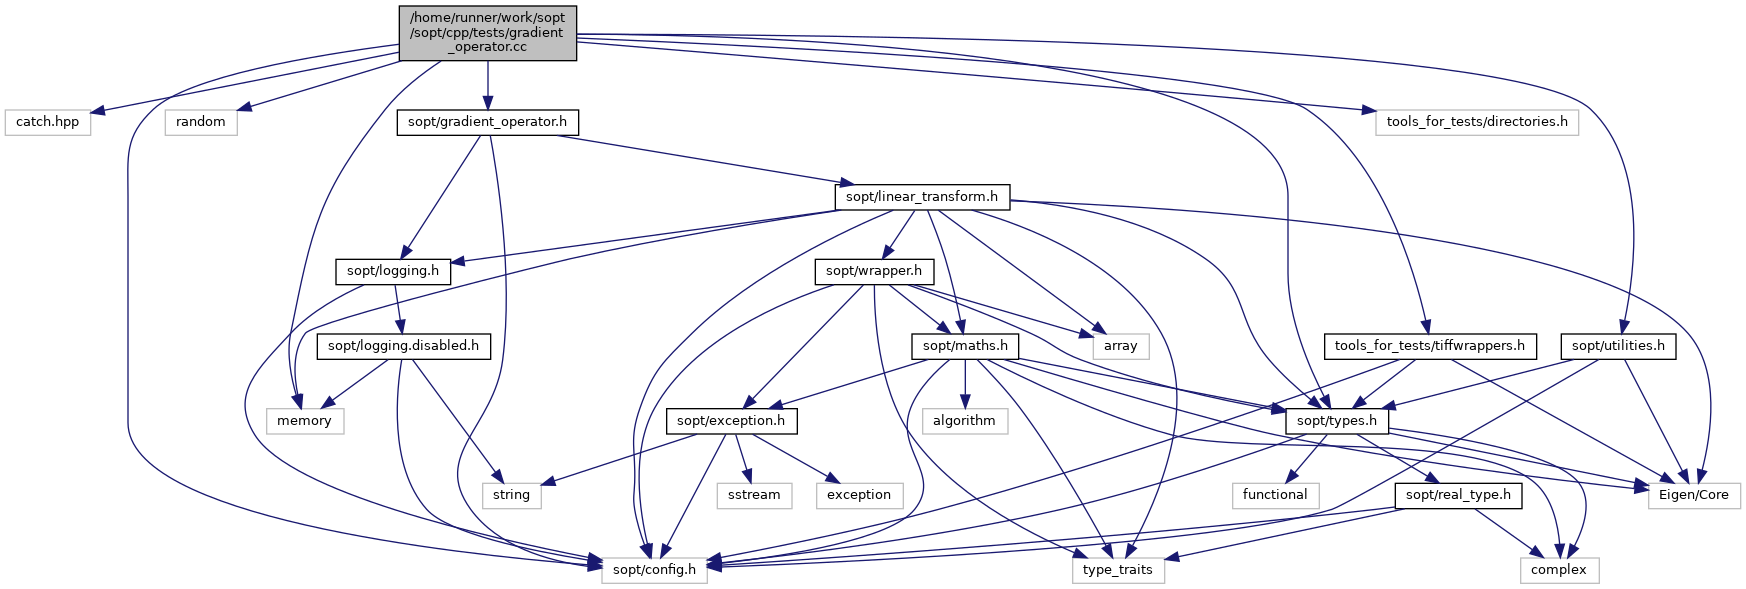 /home/runner/work/sopt
/sopt/cpp/tests/gradient
_operator.cc
catch.hpp
random
sopt/gradient_operator.h
tools_for_tests/directories.h
sopt/linear_transform.h
sopt/logging.h
sopt/wrapper.h
sopt/logging.disabled.h
sopt/maths.h
array
tools_for_tests/tiffwrappers.h
sopt/utilities.h
memory
sopt/exception.h
algorithm
sopt/types.h
string
sstream
exception
functional
sopt/real_type.h
Eigen/Core
sopt/config.h
type_traits
complex